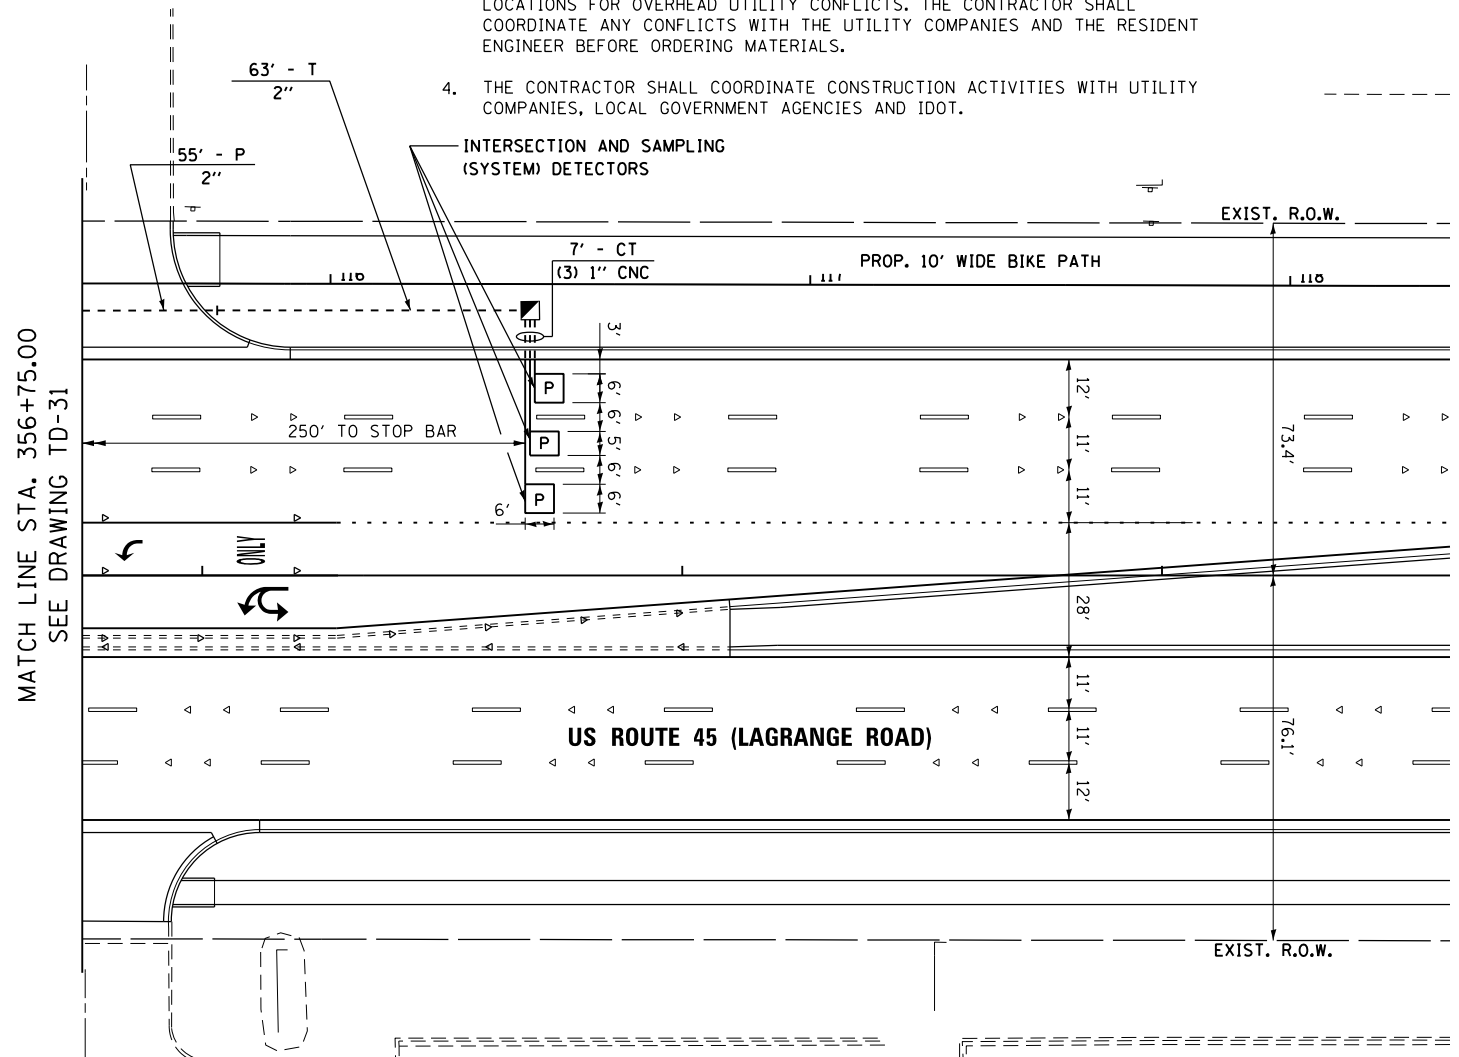 LOCATIONS FOR OVERHEAD UTILITY CONFLICTS. THE CONTRACTOR SHALL
COORDINATE ANY CONFLICTS WITH THE UTILITY COMPANIES AND THE RESIDENT
ENGINEER BEFORE ORDERING MATERIALS.
4. THE CONTRACTOR SHALL COORDINATE CONSTRUCTION ACTIVITIES WITH UTILITY
COMPANIES, LOCAL GOVERNMENT AGENCIES AND IDOT.
63' - T
2"
INTERSECTION AND SAMPLING
(SYSTEM) DETECTORS
55' - P
2"
EXIST. R.O.W.
7' - CT
(3) 1" CNC
PROP. 10' WIDE BIKE PATH
116
117
118
3'
P
6'
6'
250' TO STOP BAR
P
5'
6'
P
6'
6'
12'
11'
11'
73.4'
ONLY
28'
MATCH LINE STA. 356+75.00
SEE DRAWING TD-31
11'
11'
12'
76.1'
US ROUTE 45 (LAGRANGE ROAD)
EXIST. R.O.W.